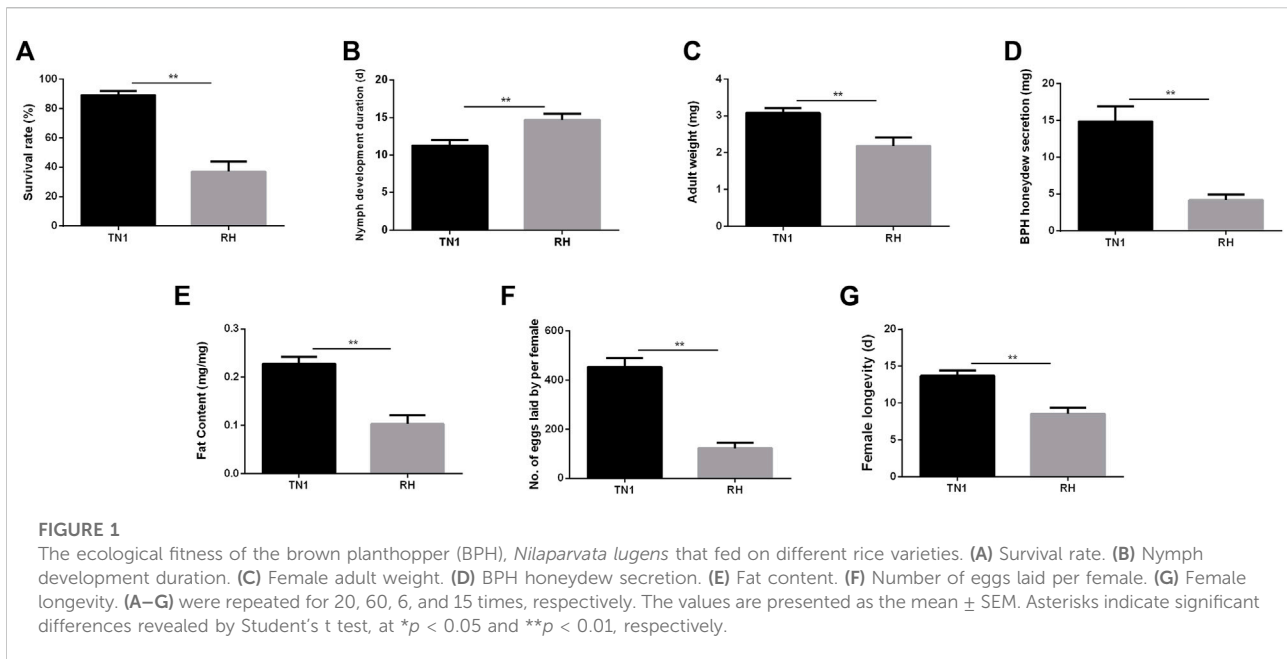 A
Survival rate (%)
100
80
60
40
20
0
**
TN1 RH
B
Nymph development duration (d)
20
15
10
5
0
**
TN1 RH
C
Adult weight (mg)
4
3
2
1
0
**
TN1 RH
D
BPH honeydew secretion (mg)
20
15
10
5
0
**
TN1 RH
E
Fat Content (mg/mg)
0.3
0.2
0.1
0.0
**
TN1 RH
F
No. of eggs laid by per female
600
400
200
0
**
TN1 RH
G
Female longevity (d)
20
15
10
5
0
**
TN1 RH
FIGURE 1
The ecological fitness of the brown planthopper (BPH), Nilaparvata lugens that fed on different rice varieties. (A) Survival rate. (B) Nymph
development duration. (C) Female adult weight. (D) BPH honeydew secretion. (E) Fat content. (F) Number of eggs laid per female. (G) Female
longevity. (A–G) were repeated for 20, 60, 6, and 15 times, respectively. The values are presented as the mean ± SEM. Asterisks indicate significant
differences revealed by Student's t test, at *p < 0.05 and **p < 0.01, respectively.